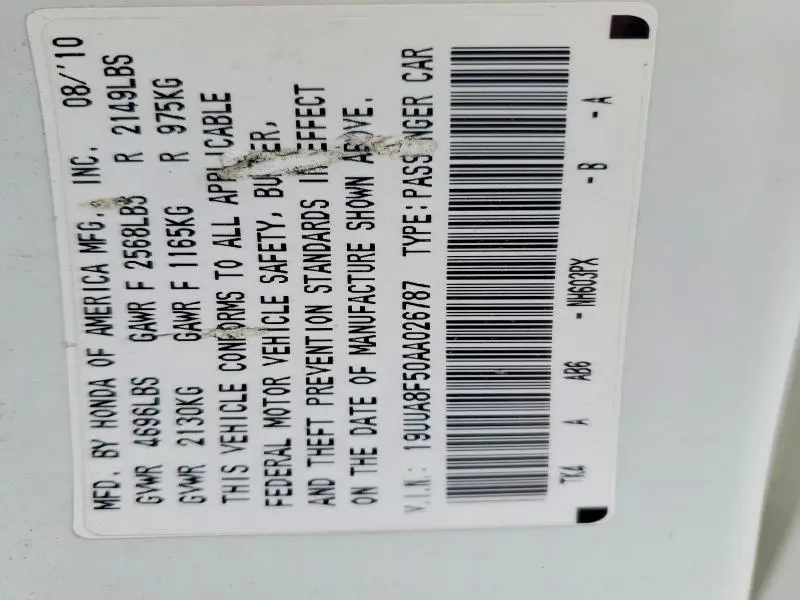 MFD. BY HONDA OF AMERICA MFG., INC. 08/'10
GVWR 4696LBS GAWR F 2568LBS R 2149LBS
GVWR 2130KG GAWR F 1165KG R 975KG
THIS VEHICLE CONFORMS TO ALL APPLICABLE
FEDERAL MOTOR VEHICLE SAFETY, BUMPER,
AND THEFT PREVENTION STANDARDS IN EFFECT
ON THE DATE OF MANUFACTURE SHOWN ABOVE.
V.I.N.: 19UUA8F50AA026787 TYPE:PASSENGER CAR
TK4 A AB6 - NH603PX - B - A